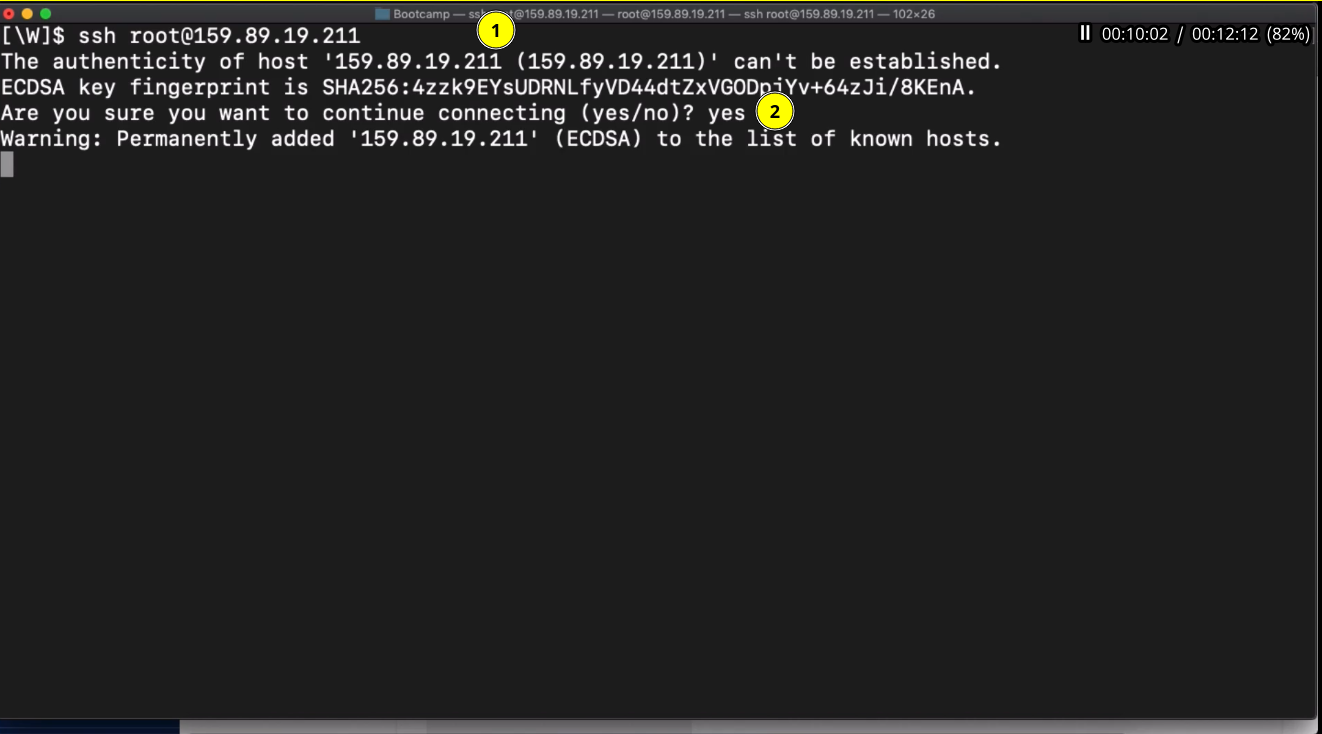 Bootcamp — ssh root@159.89.19.211 — root@159.89.19.211 — ssh root@159.89.19.211 — 102×26
1
00:10:02 / 00:12:12 (82%)
[\W]$ ssh root@159.89.19.211
The authenticity of host '159.89.19.211 (159.89.19.211)' can't be established.
ECDSA key fingerprint is SHA256:4zzk9EYsUDRNLfyVD44dtZxVGODpjYv+64zJi/8KEnA.
Are you sure you want to continue connecting (yes/no)? yes
2
Warning: Permanently added '159.89.19.211' (ECDSA) to the list of known hosts.